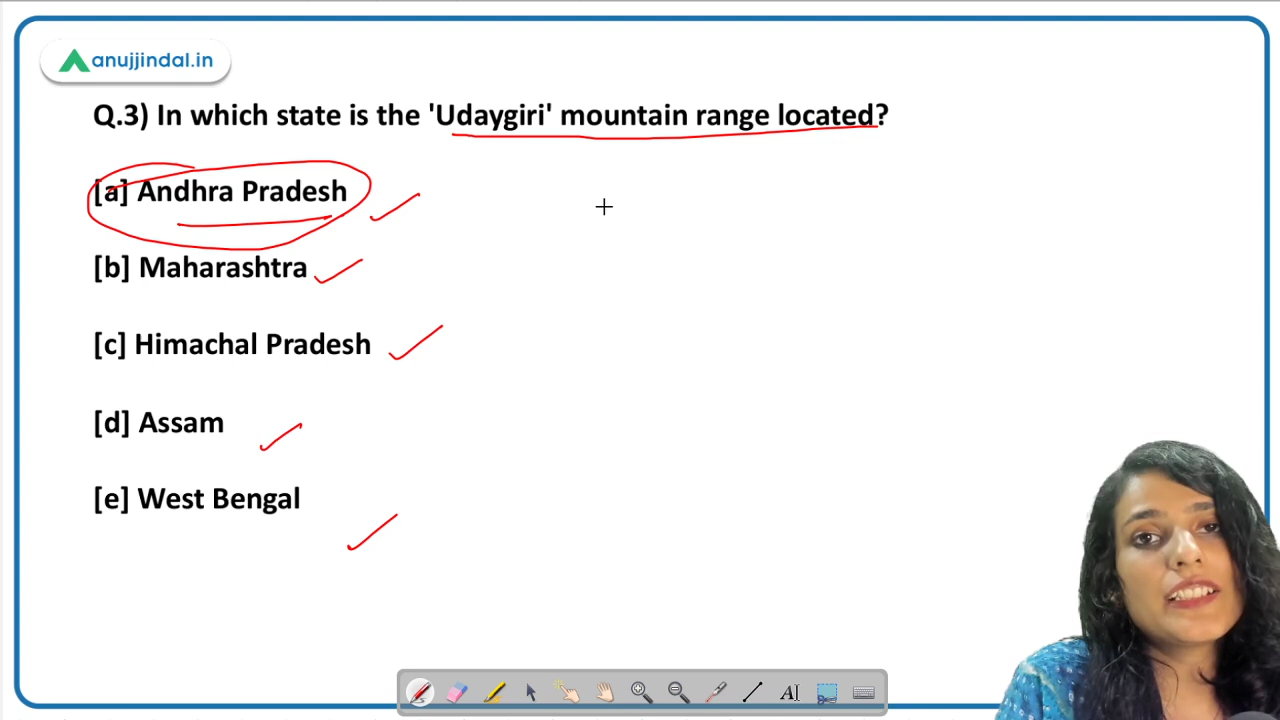 anujjindal.in
Q.3) In which state is the 'Udaygiri' mountain range located?
[a] Andhra Pradesh
[b] Maharashtra
[c] Himachal Pradesh
[d] Assam
[e] West Bengal
A